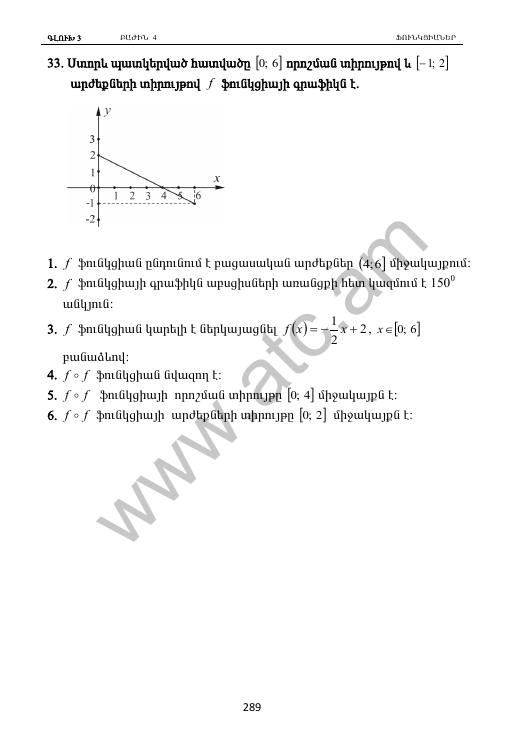 ԳԼՈՒԽ 3 ԲԱԺԻՆ 4 ՖՈՒՆԿՑԻԱՆԵՐ
33. Ստորև պատկերված հատվածը [0; 6] որոշման տիրույթով և [−1; 2]
արժեքների տիրույթով f ֆունկցիայի գրաֆիկն է.
y
3
2
1
0
-1
-2
1 2 3 4 5 6
x
1. f ֆունկցիան ընդունում է բացասական արժեքներ (4;6] միջակայքում:
2. f ֆունկցիայի գրաֆիկն աբսցիսների առանցքի հետ կազմում է 150⁰
անկյուն:
3. f ֆունկցիան կարելի է ներկայացնել f(x) = −1/2 x + 2, x ∈ [0; 6]
բանաձևով:
4. f ∘ f ֆունկցիան նվազող է:
5. f ∘ f ֆունկցիայի որոշման տիրույթը [0; 4] միջակայքն է:
6. f ∘ f ֆունկցիայի արժեքների տիրույթը [0; 2] միջակայքն է:
www.atc.am
289